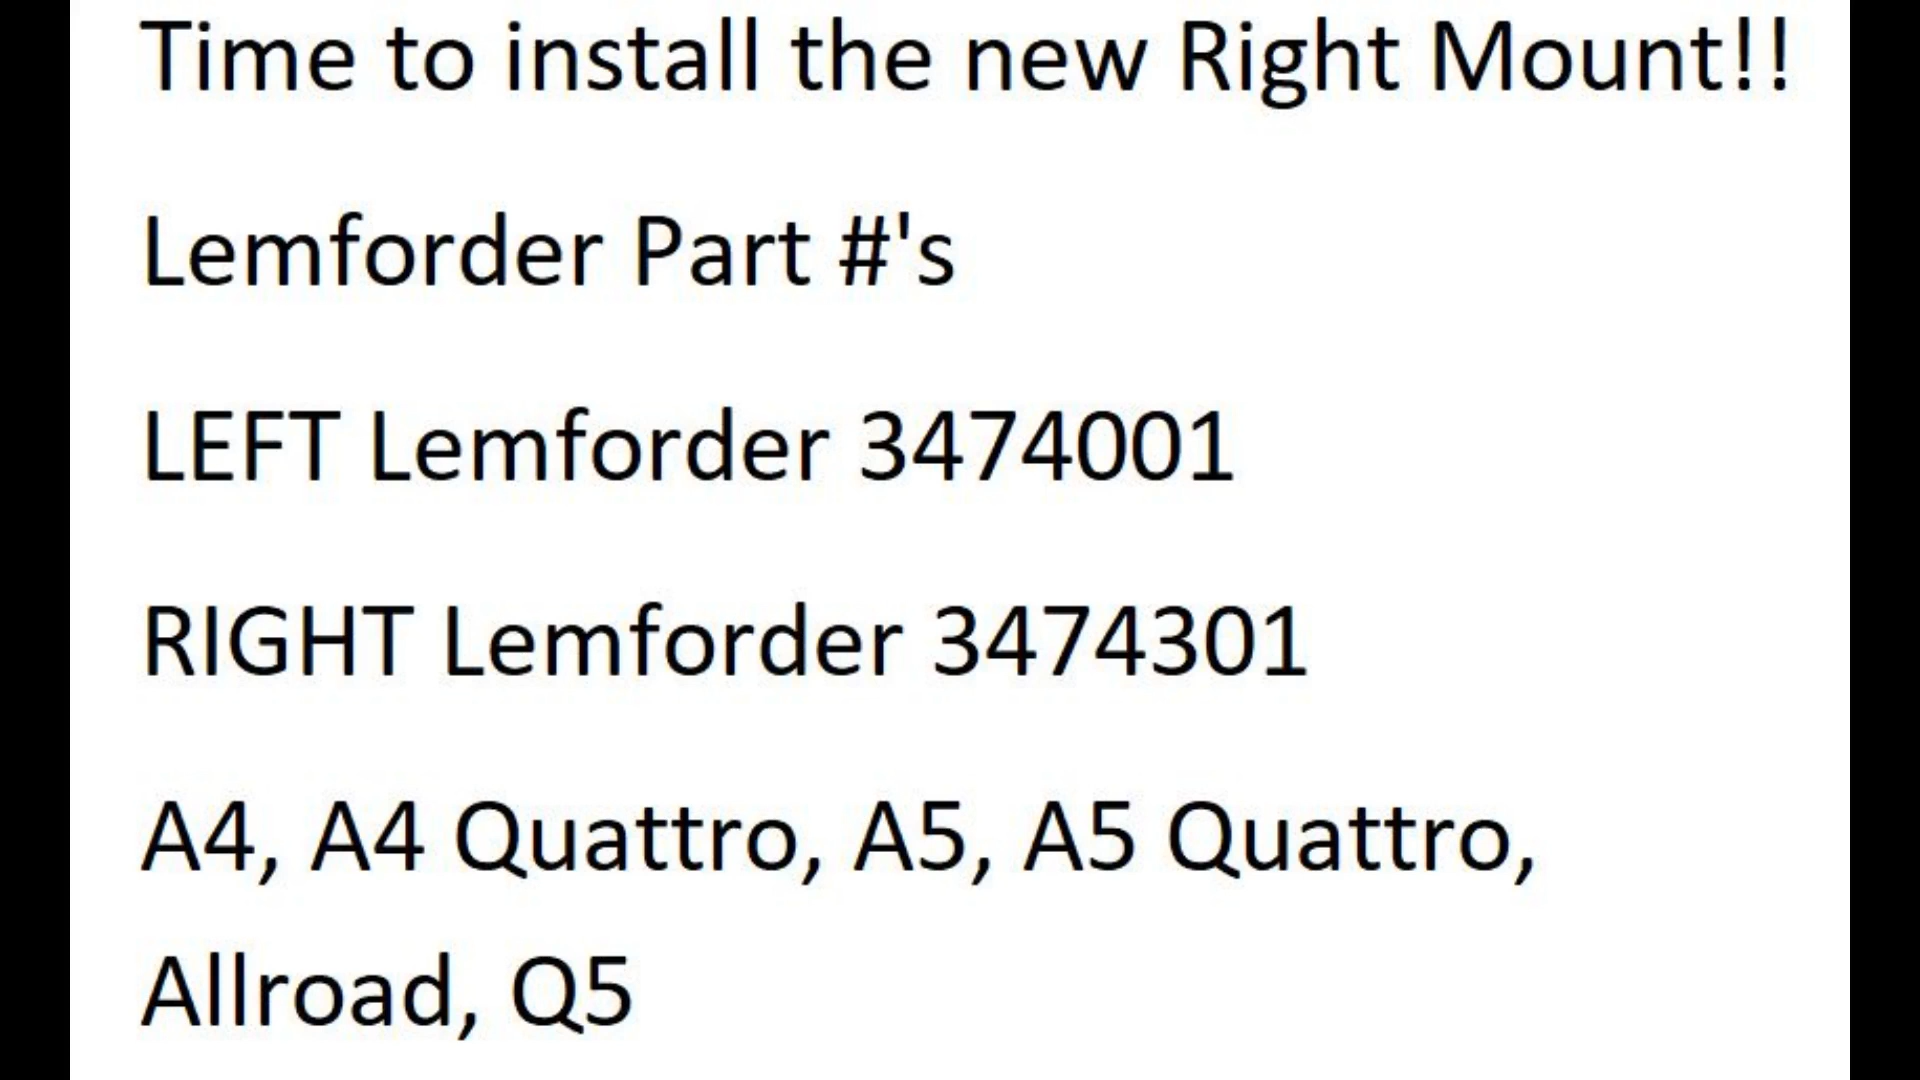 Time to install the new Right Mount!!
Lemforder Part #'s
LEFT Lemforder 3474001
RIGHT Lemforder 3474301
A4, A4 Quattro, A5, A5 Quattro,
Allroad, Q5